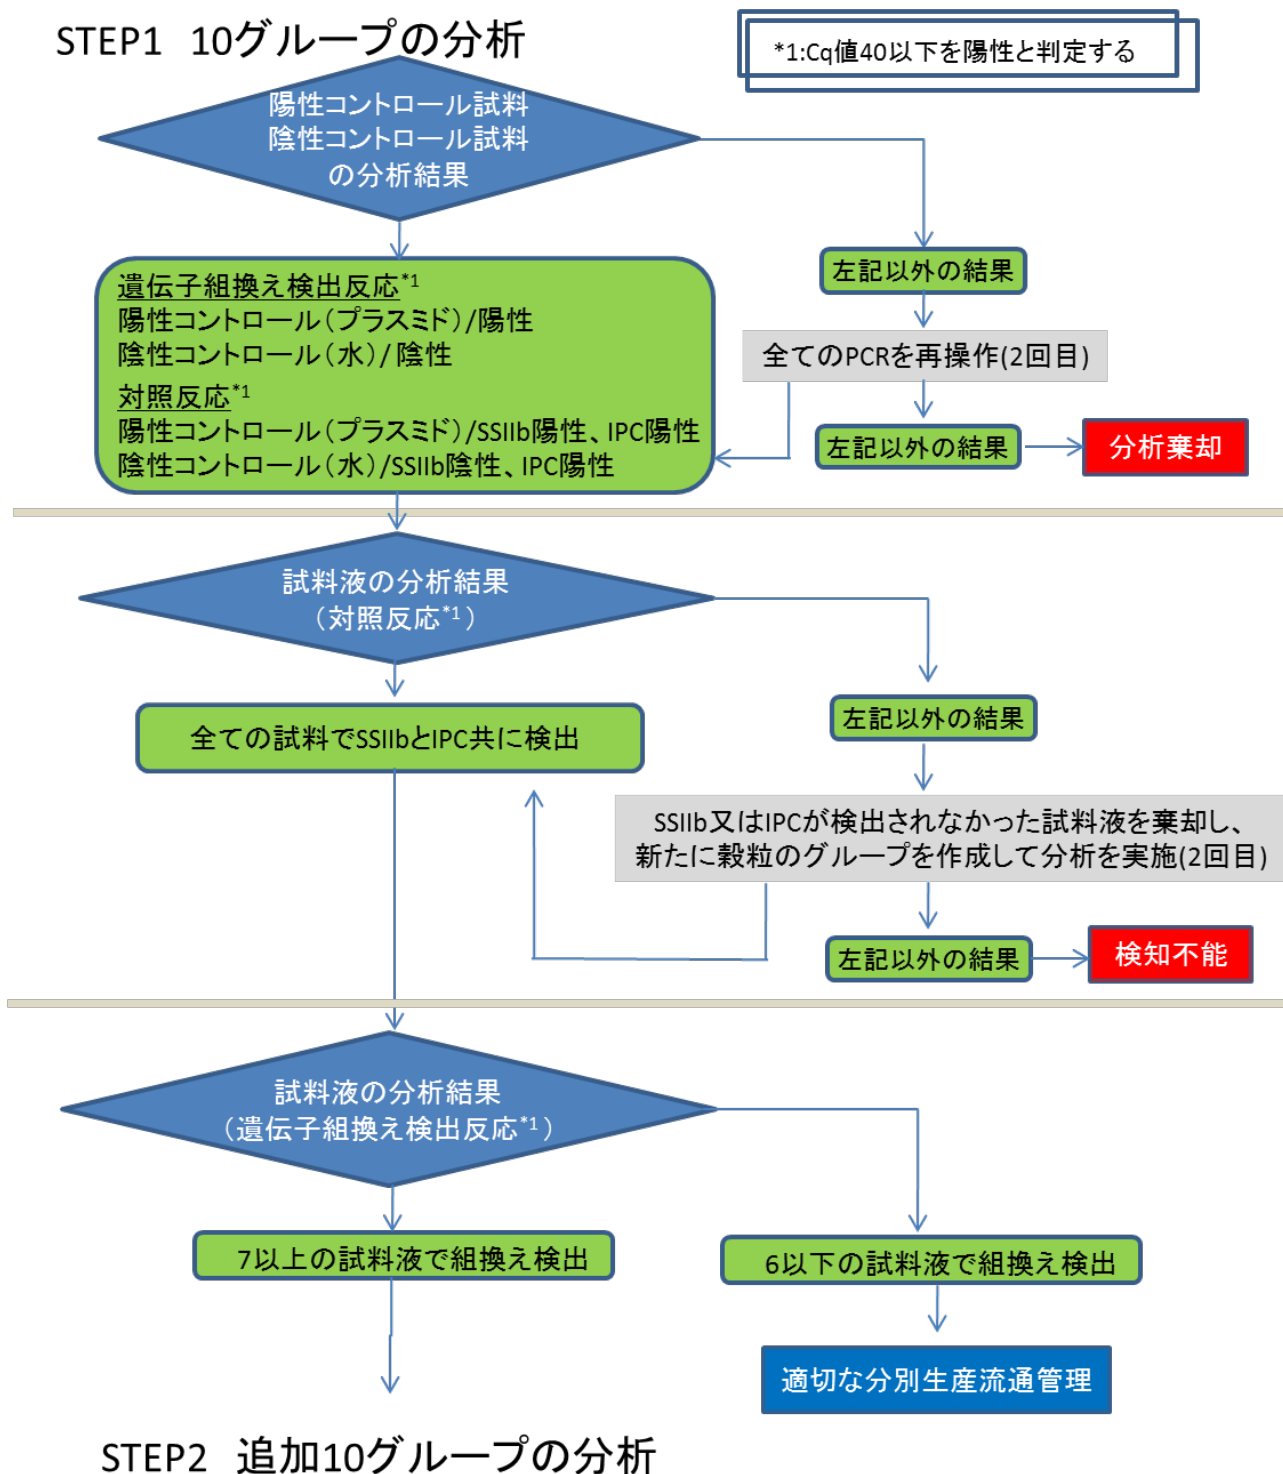 STEP1 10グループの分析
*1:Cq値40以下を陽性と判定する
陽性コントロール試料
陰性コントロール試料
の分析結果
遺伝子組換え検出反応*1
陽性コントロール（プラスミド）/陽性
陰性コントロール（水）/陰性
対照反応*1
陽性コントロール（プラスミド）/SSIIb陽性、IPC陽性
陰性コントロール（水）/SSIIb陰性、IPC陽性
左記以外の結果
全てのPCRを再操作(2回目)
左記以外の結果
分析棄却
試料液の分析結果
（対照反応*1）
全ての試料でSSIIbとIPC共に検出
左記以外の結果
SSIIb又はIPCが検出されなかった試料液を棄却し、
新たに穀粒のグループを作成して分析を実施(2回目)
左記以外の結果
検知不能
試料液の分析結果
（遺伝子組換え検出反応*1）
7以上の試料液で組換え検出
6以下の試料液で組換え検出
適切な分別生産流通管理
STEP2 追加10グループの分析